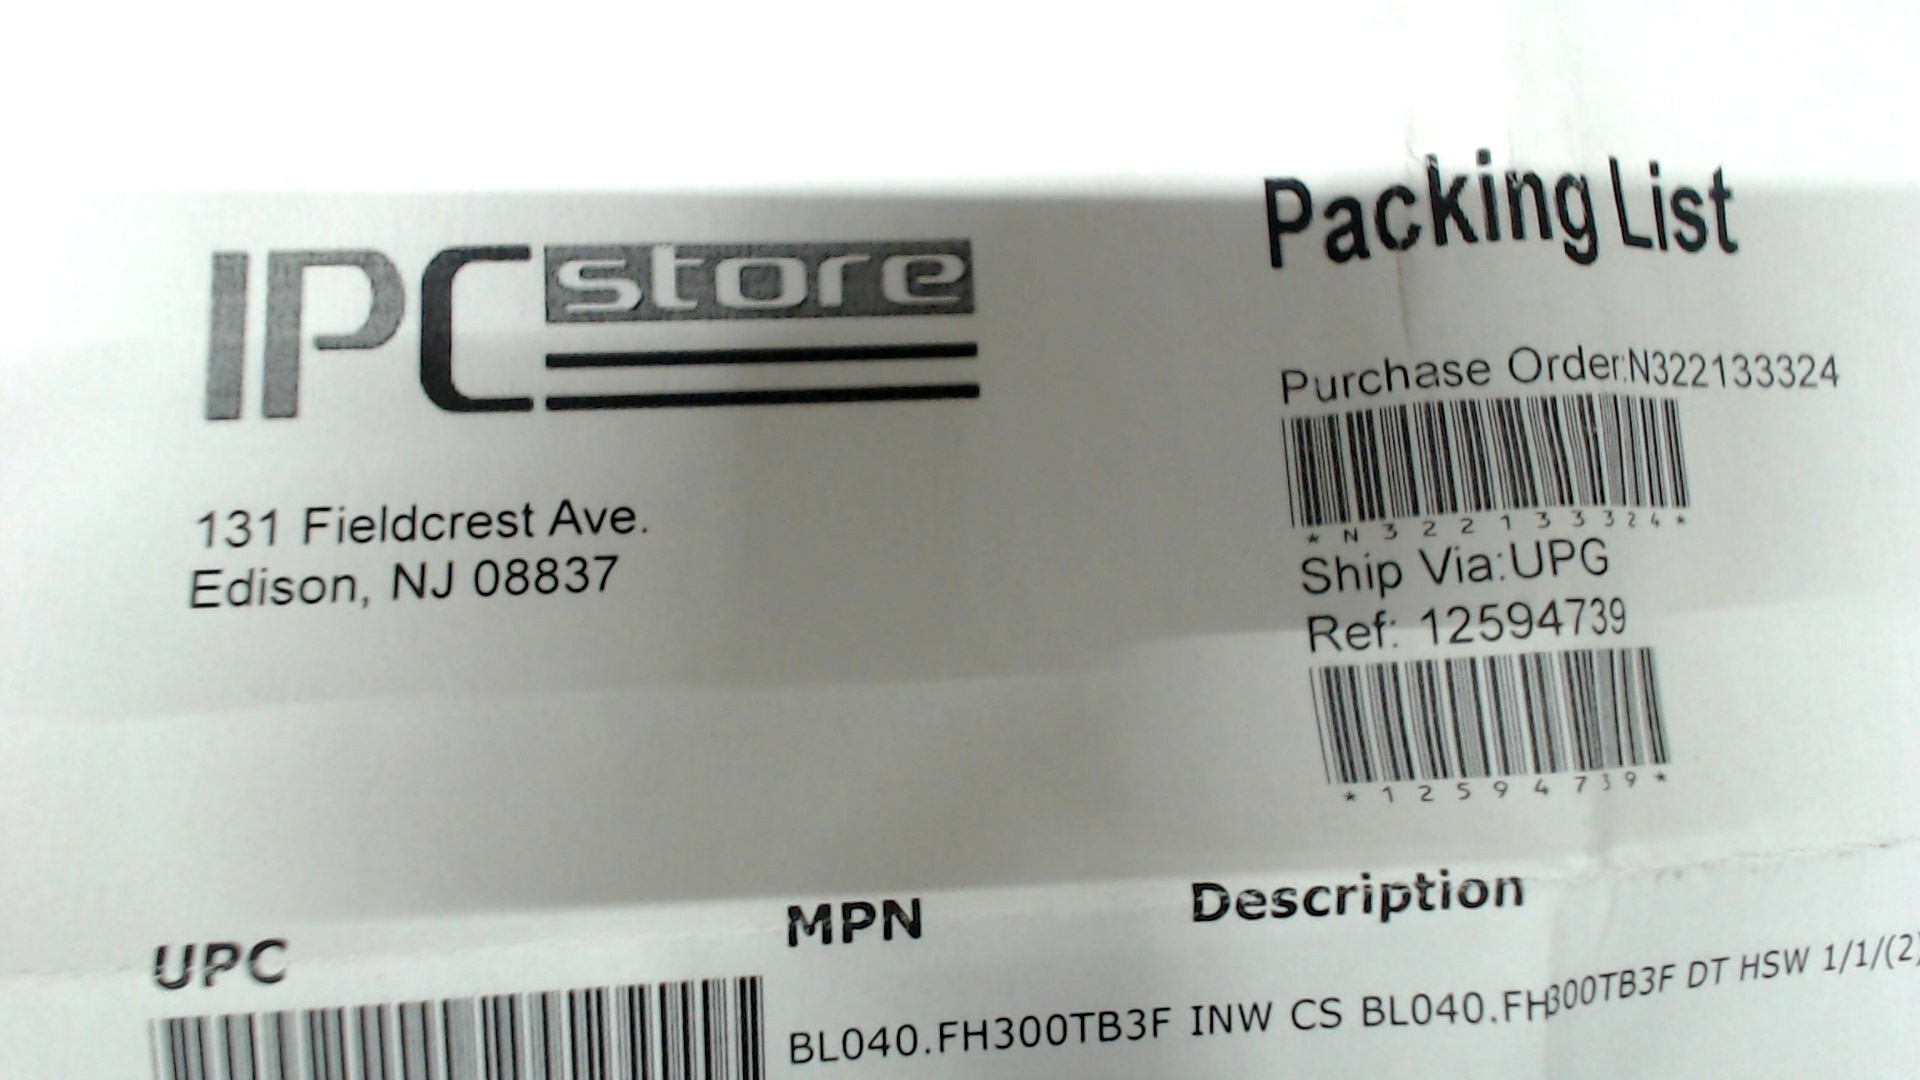 IPC store
Packing List
Purchase Order:N322133324
*N322133324*
131 Fieldcrest Ave.
Edison, NJ 08837
Ship Via:UPG
Ref: 12594739
*12594739*
UPC MPN Description
BL040.FH300TB3F INW CS BL040.FH300TB3F DT HSW 1/1/(2)